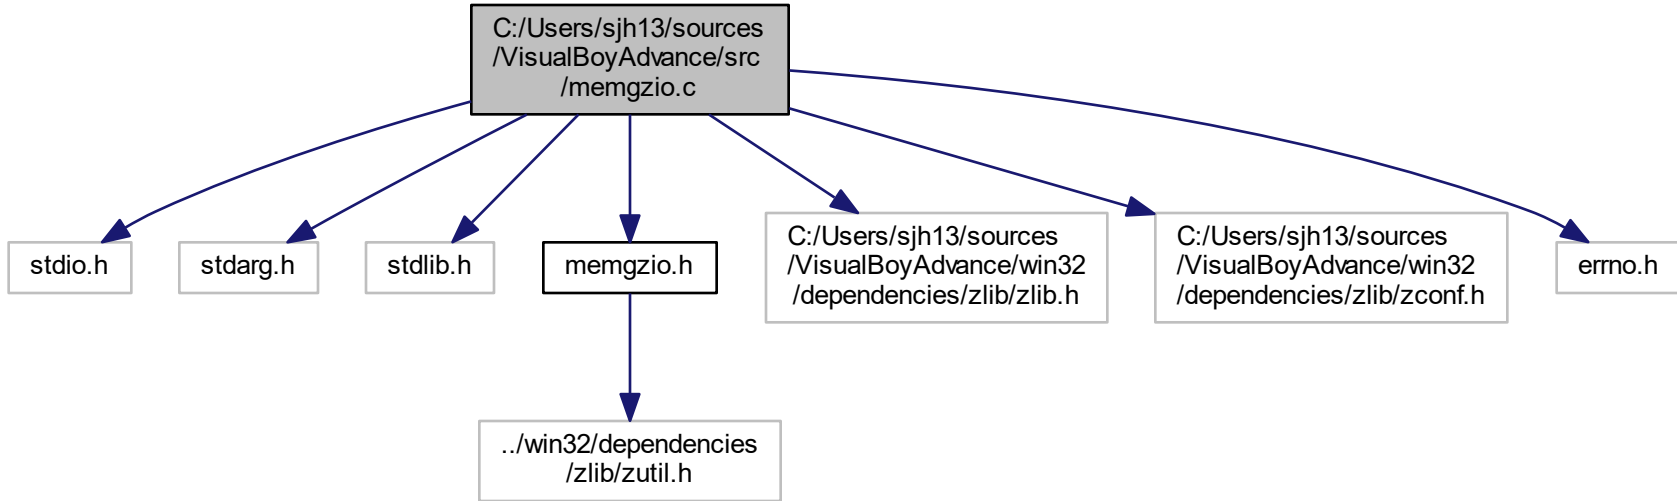 C:/Users/sjh13/sources
/VisualBoyAdvance/src
/memgzio.c
stdio.h
stdarg.h
stdlib.h
memgzio.h
C:/Users/sjh13/sources
/VisualBoyAdvance/win32
/dependencies/zlib/zlib.h
C:/Users/sjh13/sources
/VisualBoyAdvance/win32
/dependencies/zlib/zconf.h
errno.h
../win32/dependencies
/zlib/zutil.h